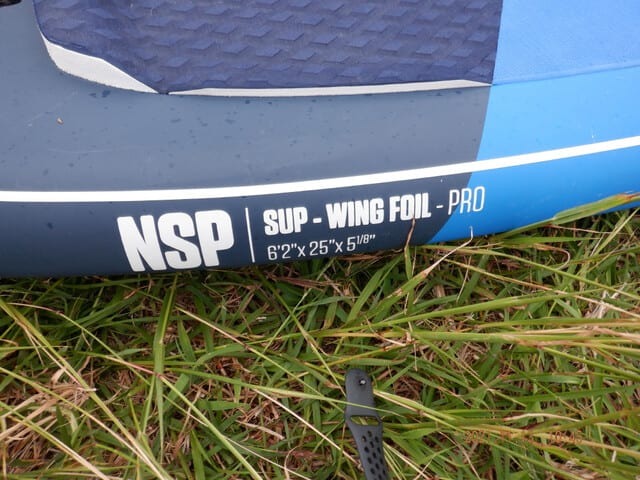 NSP
SUP - WING FOIL - PRO
6'2"x 25"x 5 1/8"